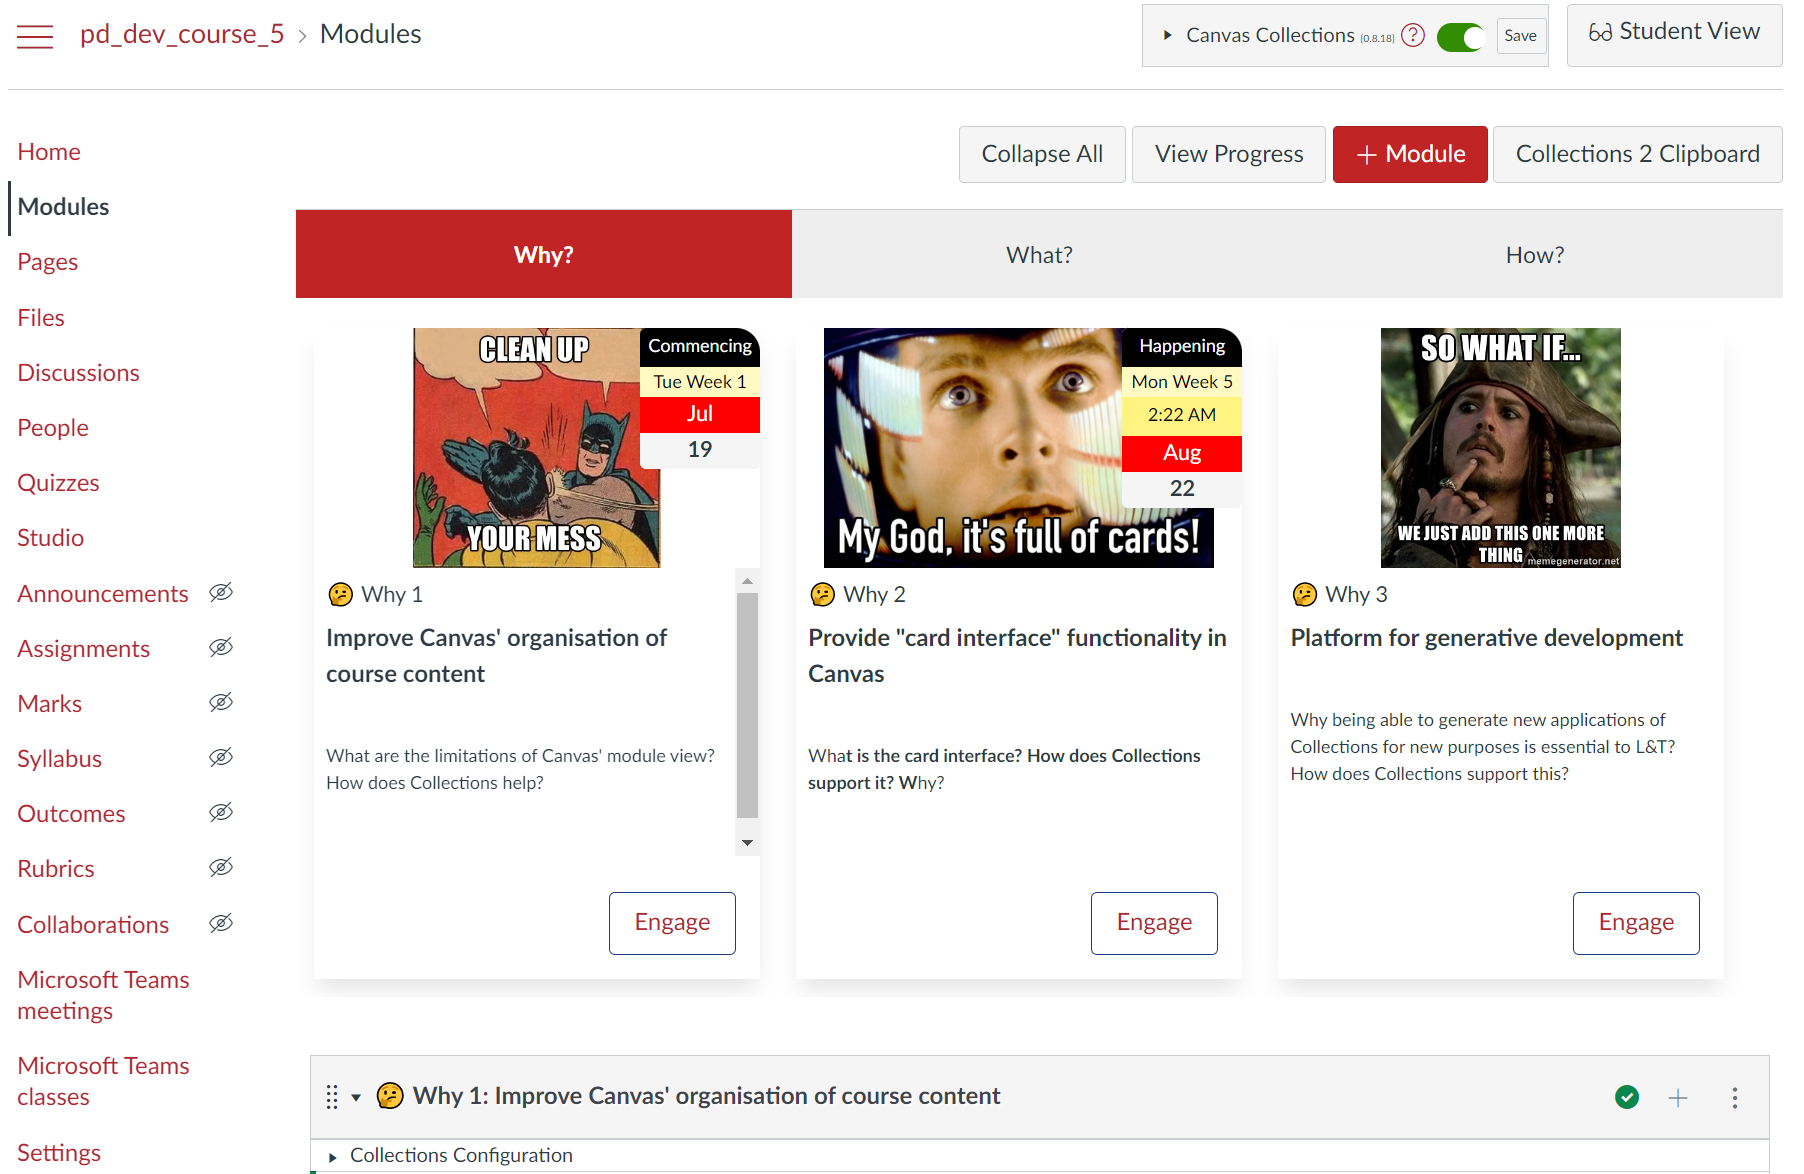 pd_dev_course_5 › Modules
Canvas Collections [0.8.18] ? Save
Student View
Home
Modules
Pages
Files
Discussions
People
Quizzes
Studio
Announcements
Assignments
Marks
Syllabus
Outcomes
Rubrics
Collaborations
Microsoft Teams
meetings
Microsoft Teams
classes
Settings
Collapse All
View Progress
+ Module
Collections 2 Clipboard
Why?
What?
How?
CLEAN UP
YOUR MESS
Commencing
Tue Week 1
Jul
19
Why 1
Improve Canvas' organisation of
course content
What are the limitations of Canvas' module view?
How does Collections help?
Engage
My God, it's full of cards!
Happening
Mon Week 5
2:22 AM
Aug
22
Why 2
Provide "card interface" functionality in
Canvas
What is the card interface? How does Collections
support it? Why?
Engage
SO WHAT IF...
WE JUST ADD THIS ONE MORE
THING
memegenerator.net
Why 3
Platform for generative development
Why being able to generate new applications of
Collections for new purposes is essential to L&T?
How does Collections support this?
Engage
Why 1: Improve Canvas' organisation of course content
Collections Configuration